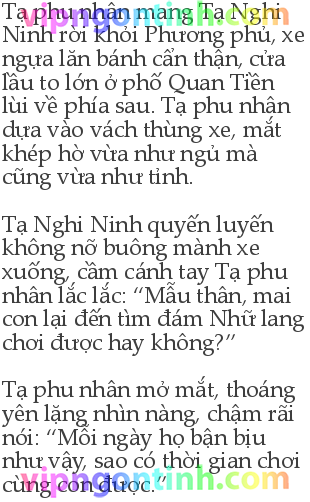 Tạ phu nhân mang Tạ Nghi
Ninh rời khỏi Phương phủ, xe
ngựa lăn bánh cẩn thận, cửa
lầu to lớn ở phố Quan Tiền
lùi về phía sau. Tạ phu nhân
dựa vào vách thùng xe, mắt
khép hờ vừa như ngủ mà
cũng vừa như tỉnh.
Tạ Nghi Ninh quyến luyến
không nỡ buông mành xe
xuống, cầm cánh tay Tạ phu
nhân lắc lắc: “Mẫu thân, mai
con lại đến tìm đám Nhữ lang
chơi được hay không?”
Tạ phu nhân mở mắt, thoáng
yên lặng nhìn nàng, chậm rãi
nói: “Mỗi ngày họ bận bịu
như vậy, sao có thời gian chơi
cùng con được.”
vipngontinh.com
vipngontinh.com